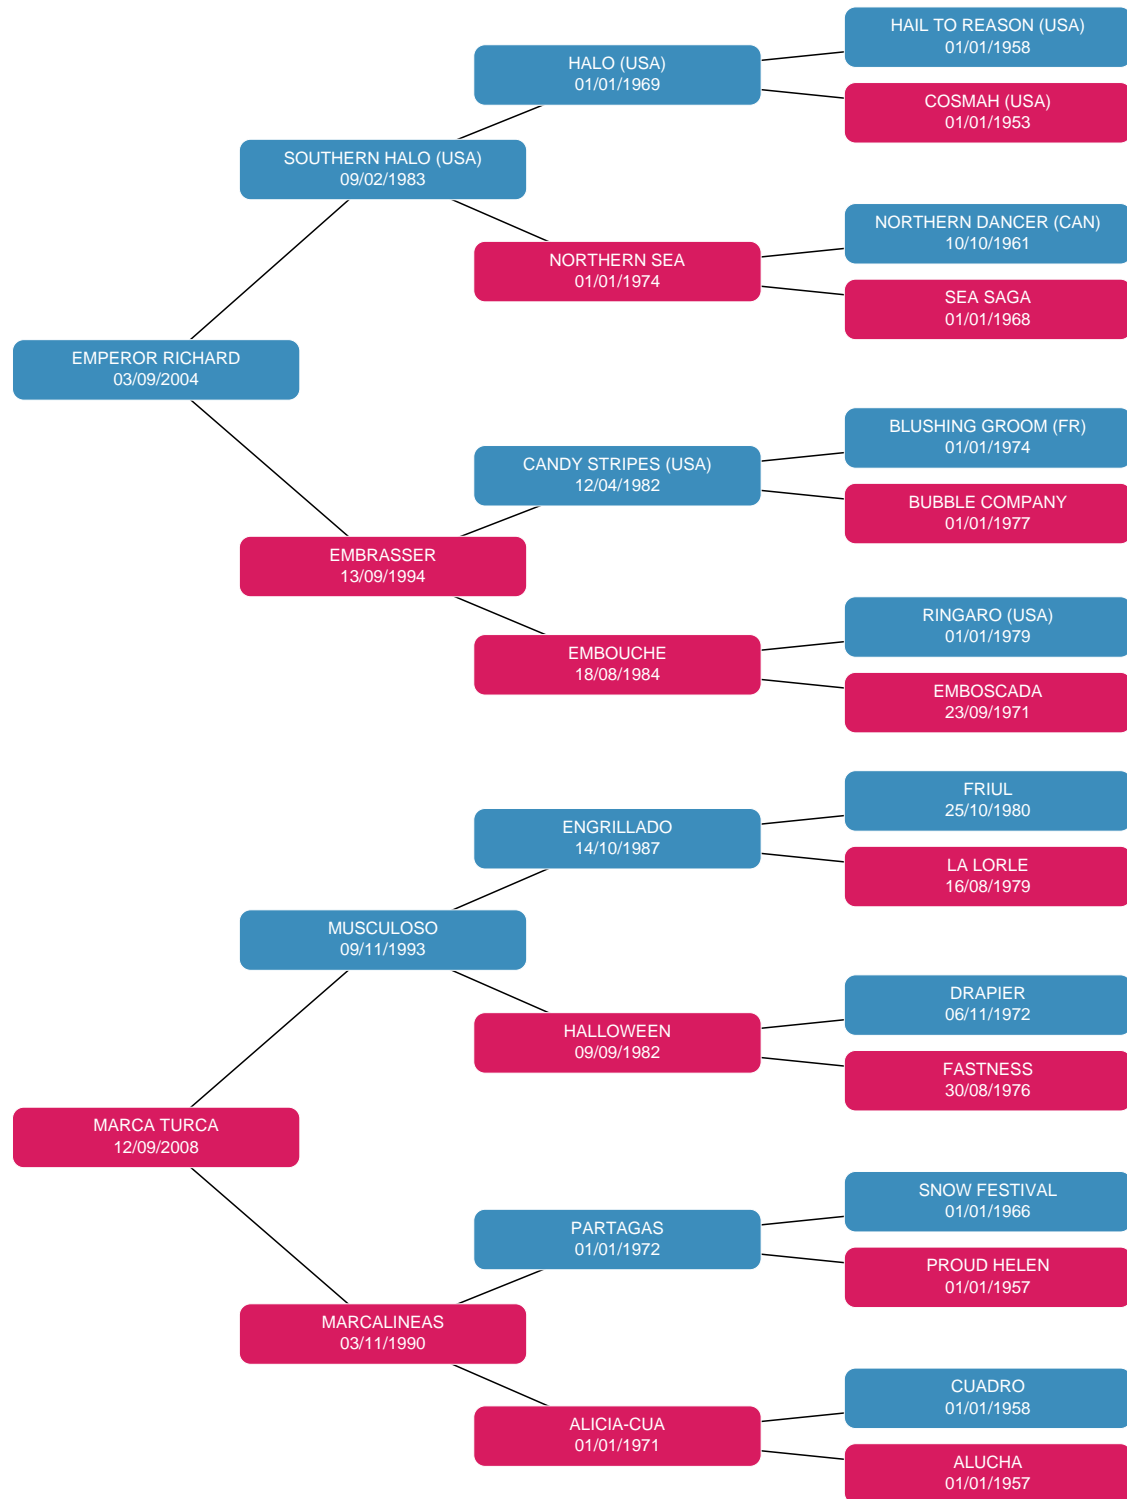 HAIL TO REASON (USA)
01/01/1958
HALO (USA)
01/01/1969
COSMAH (USA)
01/01/1953
SOUTHERN HALO (USA)
09/02/1983
NORTHERN DANCER (CAN)
10/10/1961
NORTHERN SEA
01/01/1974
SEA SAGA
01/01/1968
EMPEROR RICHARD
03/09/2004
BLUSHING GROOM (FR)
01/01/1974
CANDY STRIPES (USA)
12/04/1982
BUBBLE COMPANY
01/01/1977
EMBRASSER
13/09/1994
RINGARO (USA)
01/01/1979
EMBOUCHE
18/08/1984
EMBOSCADA
23/09/1971
FRIUL
25/10/1980
ENGRILLADO
14/10/1987
LA LORLE
16/08/1979
MUSCULOSO
09/11/1993
DRAPIER
06/11/1972
HALLOWEEN
09/09/1982
FASTNESS
30/08/1976
MARCA TURCA
12/09/2008
SNOW FESTIVAL
01/01/1966
PARTAGAS
01/01/1972
PROUD HELEN
01/01/1957
MARCALINEAS
03/11/1990
CUADRO
01/01/1958
ALICIA-CUA
01/01/1971
ALUCHA
01/01/1957